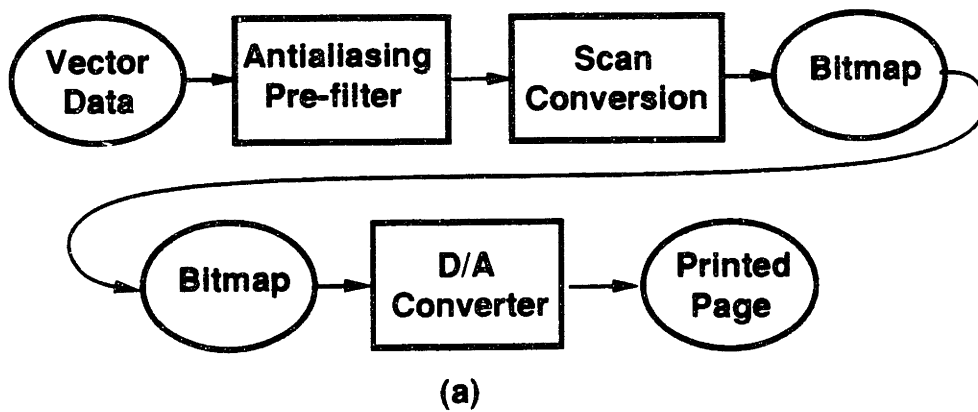 Vector
Data
Antialiasing
Pre-filter
Scan
Conversion
Bitmap
Bitmap
D/A
Converter
Printed
Page
(a)